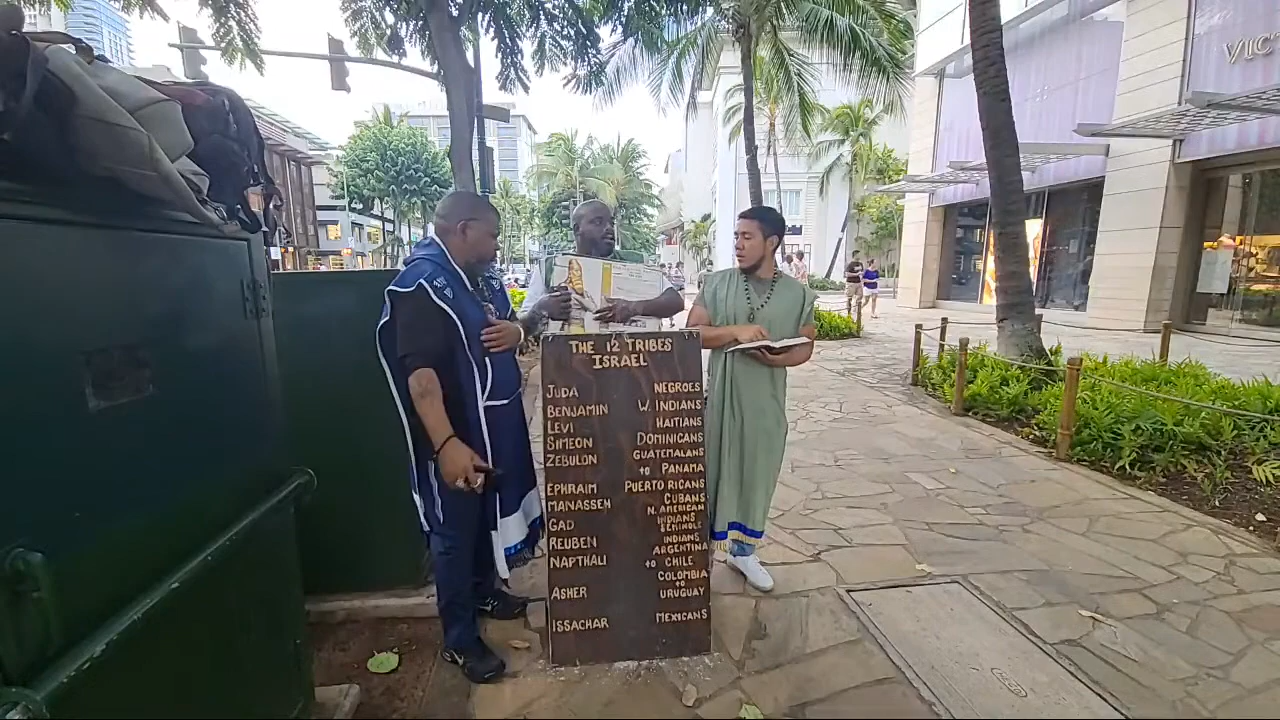 VIC
THE 12 TRIBES
ISRAEL
JUDA NEGROES
BENJAMIN W. INDIANS
LEVI HAITIANS
SIMEON DOMINICANS
ZEBULON GUATEMALANS
TO PANAMA
EPHRAIM PUERTO RICANS
MANASSEH CUBANS
GAD N. AMERICAN
INDIANS
REUBEN SEMINOLE
INDIANS
NAPTHALI ARGENTINA
TO CHILE
ASHER COLOMBIA
TO
URUGUAY
ISSACHAR MEXICANS